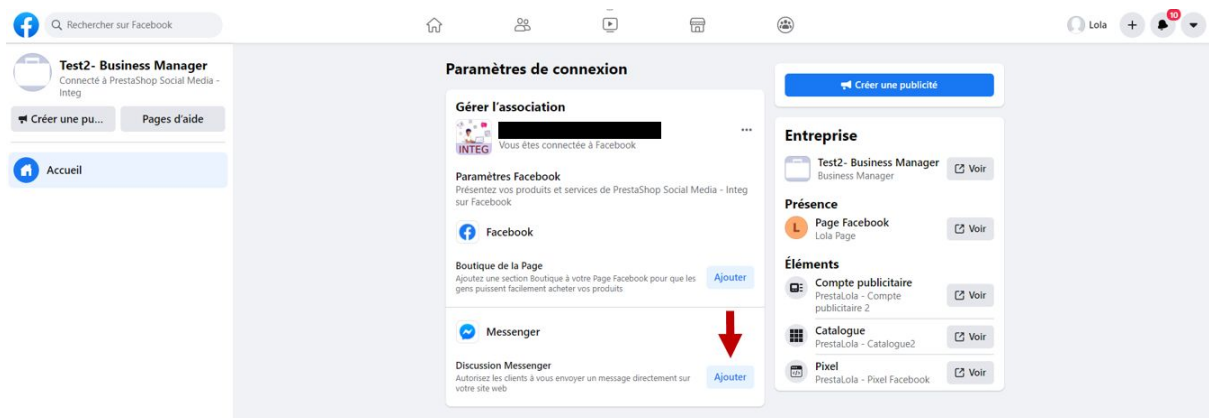 Rechercher sur Facebook
Lola
10
Test2- Business Manager
Connecté à PrestaShop Social Media -
Integ
Créer une pu...
Pages d'aide
Accueil
Paramètres de connexion
Gérer l'association
INTEG
Vous êtes connectée à Facebook
Paramètres Facebook
Présentez vos produits et services de PrestaShop Social Media - Integ
sur Facebook
Facebook
Boutique de la Page
Ajoutez une section Boutique à votre Page Facebook pour que les
gens puissent facilement acheter vos produits
Ajouter
Messenger
Discussion Messenger
Autorisez les clients à vous envoyer un message directement sur
votre site web
Ajouter
Créer une publicité
Entreprise
Test2- Business Manager
Business Manager
Voir
Présence
L
Page Facebook
Lola Page
Voir
Éléments
Compte publicitaire
PrestaLola - Compte
publicitaire 2
Voir
Catalogue
PrestaLola - Catalogue2
Voir
Pixel
PrestaLola - Pixel Facebook
Voir